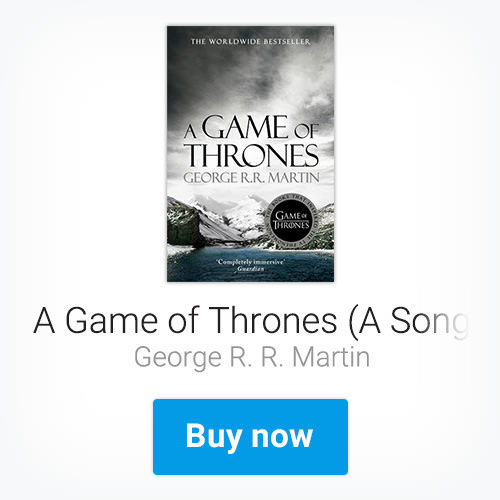 THE WORLDWIDE BESTSELLER
A GAME OF
THRONES
GEORGE R.R. MARTIN
GAME OF
THRONES
'Completely immersive'
Guardian
A Game of Thrones (A Song
George R. R. Martin
Buy now